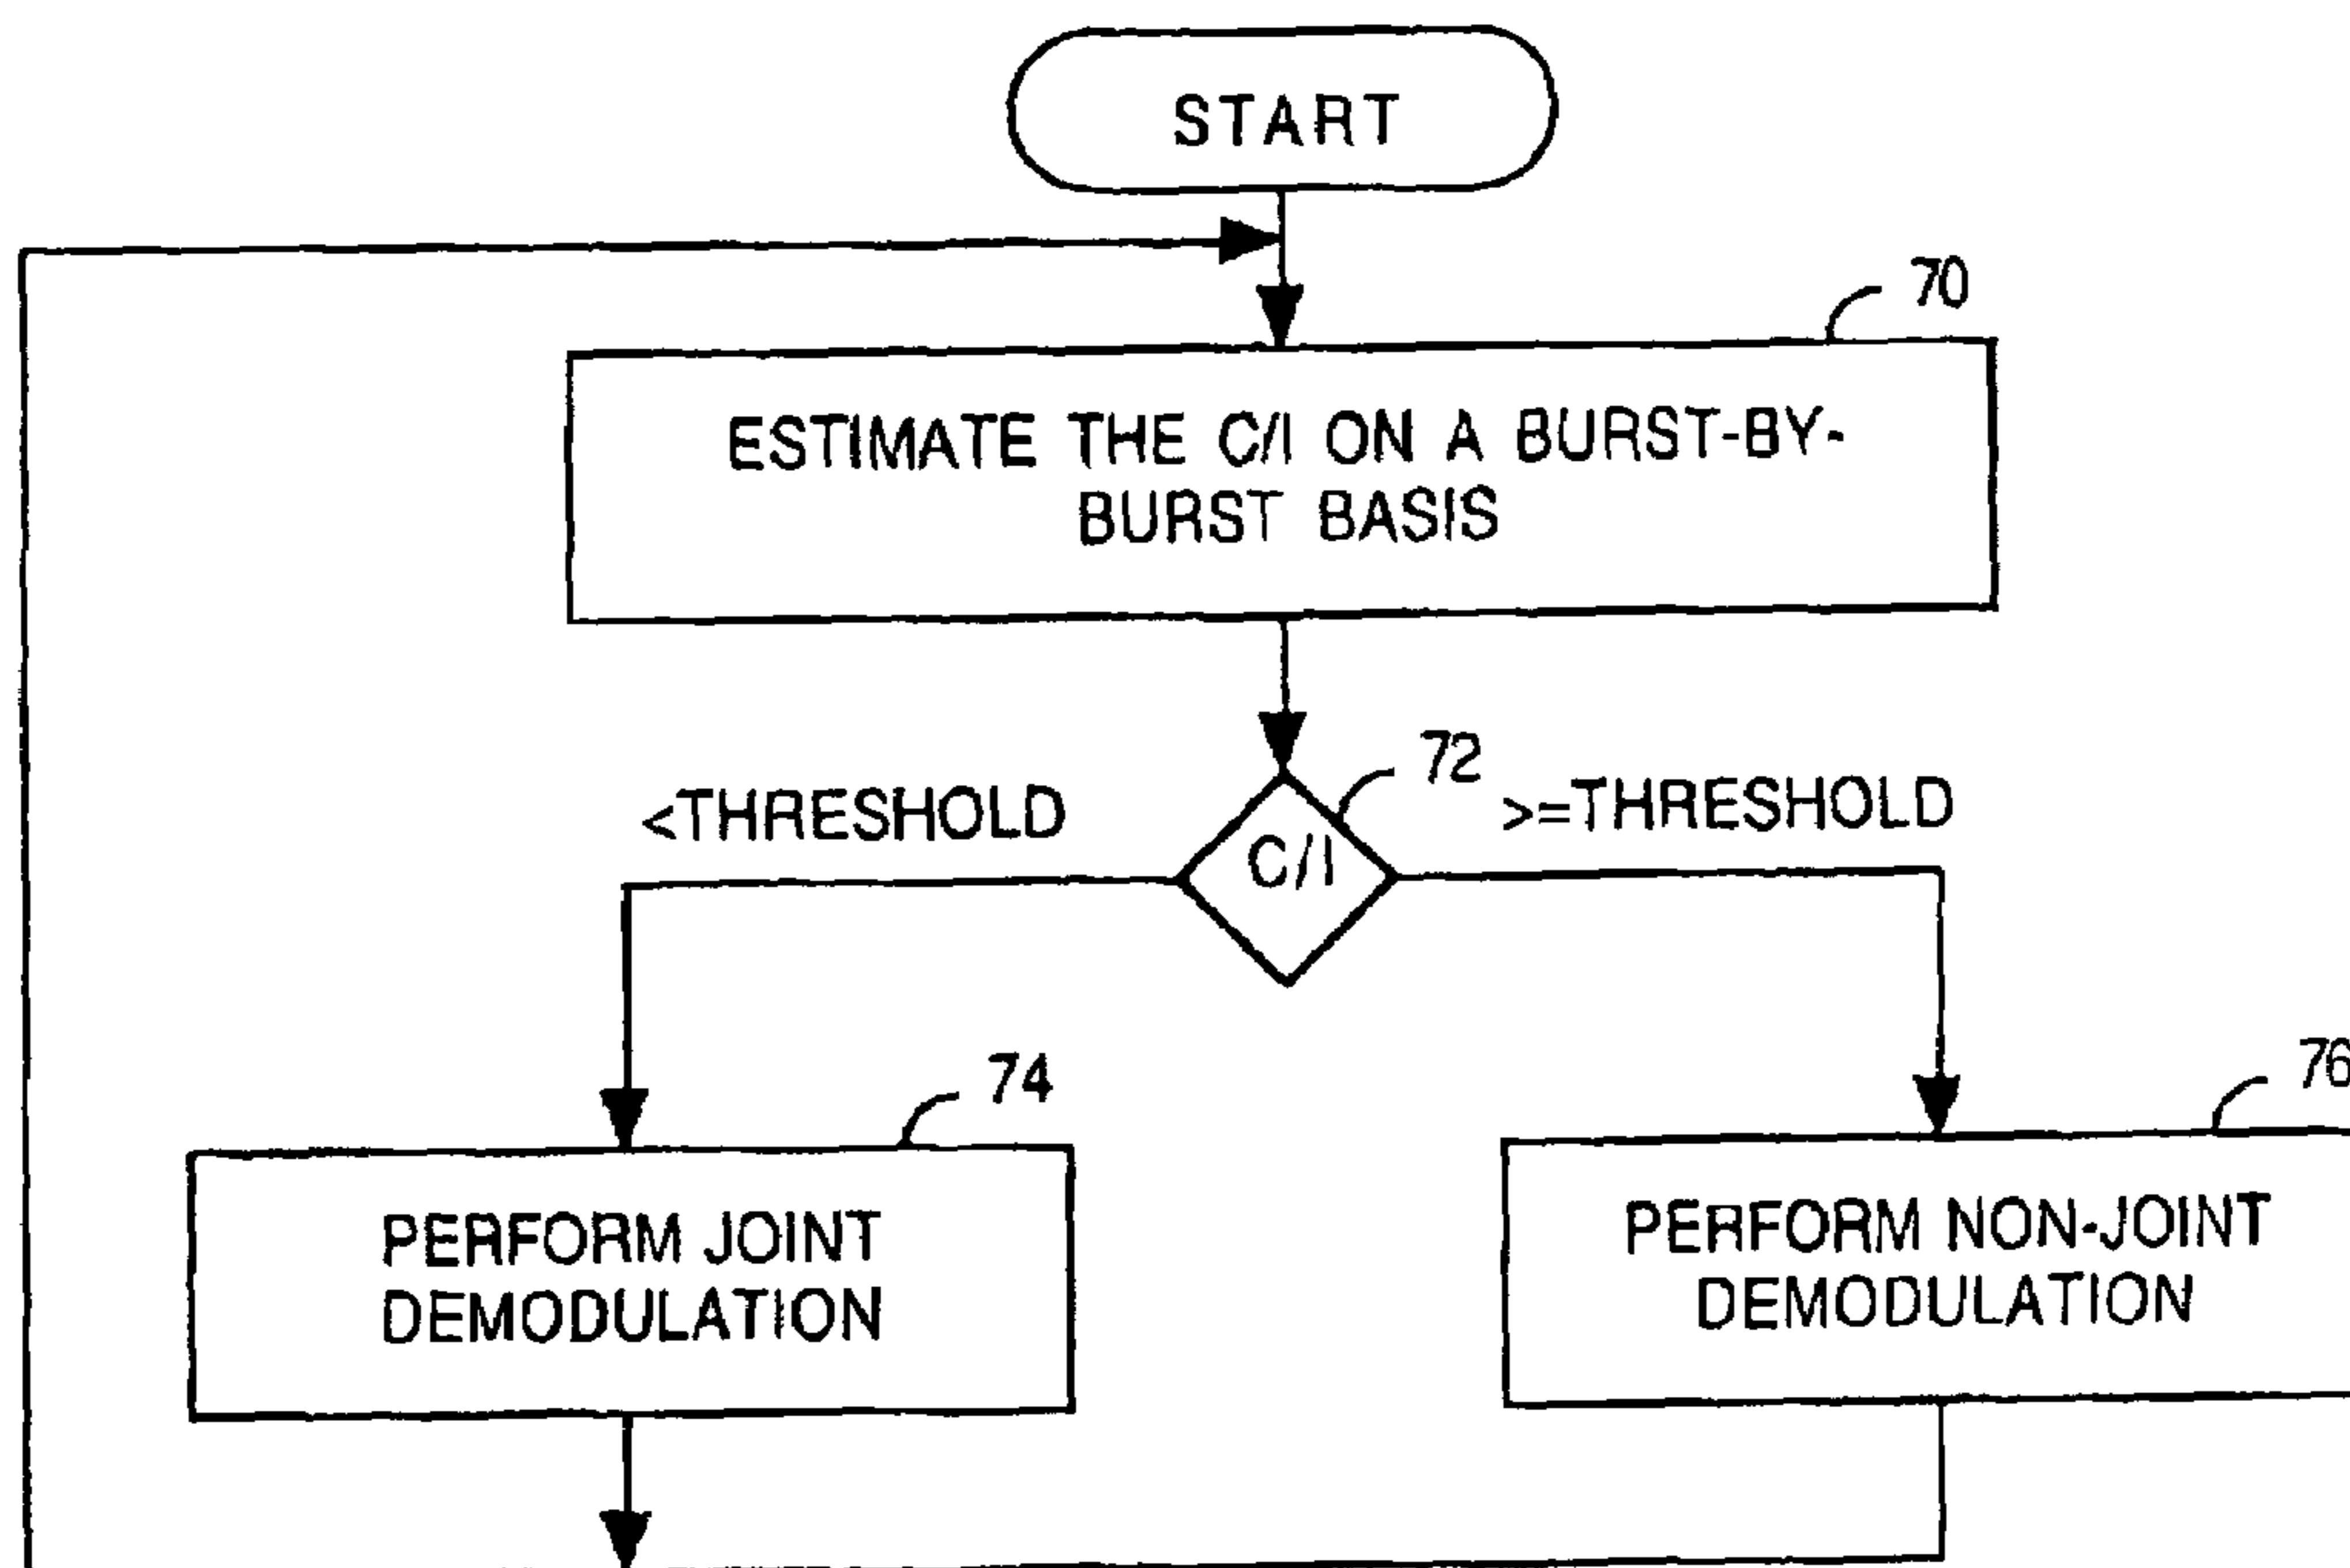 START
70
ESTIMATE THE C/I ON A BURST-BY-
BURST BASIS
72
<THRESHOLD
>=THRESHOLD
C/I
74
76
PERFORM JOINT
DEMODULATION
PERFORM NON-JOINT
DEMODULATION